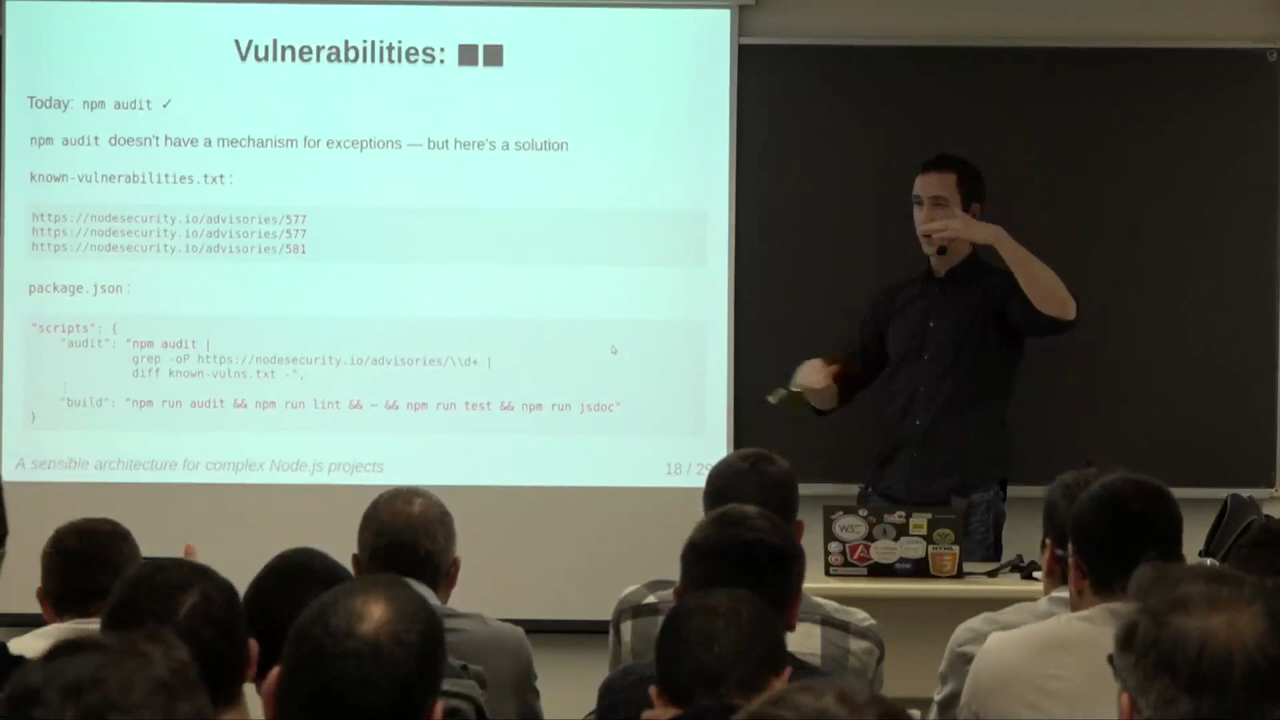 Vulnerabilities: ■■
Today: npm audit ✓
npm audit doesn't have a mechanism for exceptions — but here's a solution
known-vulnerabilities.txt:
https://nodesecurity.io/advisories/577
https://nodesecurity.io/advisories/577
https://nodesecurity.io/advisories/581
package.json:
"scripts": {
"audit": "npm audit |
grep -oP https://nodesecurity.io/advisories/\\d+ |
diff known-vulns.txt -",
"build": "npm run audit && npm run lint && — && npm run test && npm run jsdoc"
}
A sensible architecture for complex Node.js projects
18 / 29
W3C
HTML